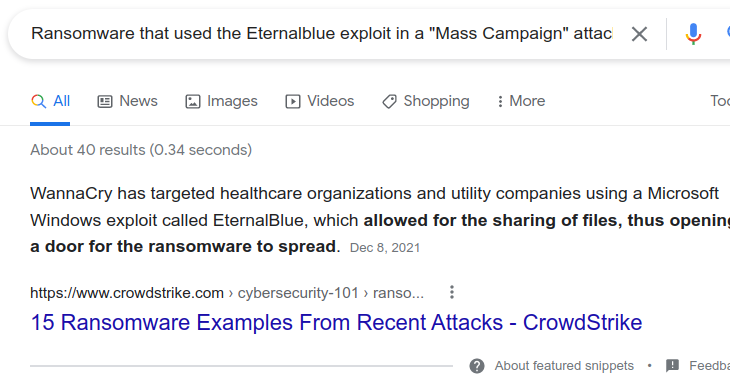 Ransomware that used the Eternalblue exploit in a "Mass Campaign" attac
All News Images Videos Shopping More Too
About 40 results (0.34 seconds)
WannaCry has targeted healthcare organizations and utility companies using a Microsoft
Windows exploit called EternalBlue, which allowed for the sharing of files, thus opening
a door for the ransomware to spread. Dec 8, 2021
https://www.crowdstrike.com › cybersecurity-101 › ranso...
15 Ransomware Examples From Recent Attacks - CrowdStrike
About featured snippets • Feedba